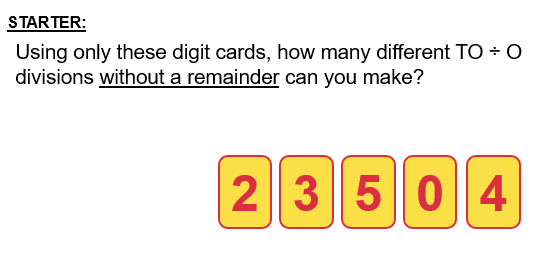 STARTER:
Using only these digit cards, how many different TO ÷ O
divisions without a remainder can you make?
2 3 5 0 4